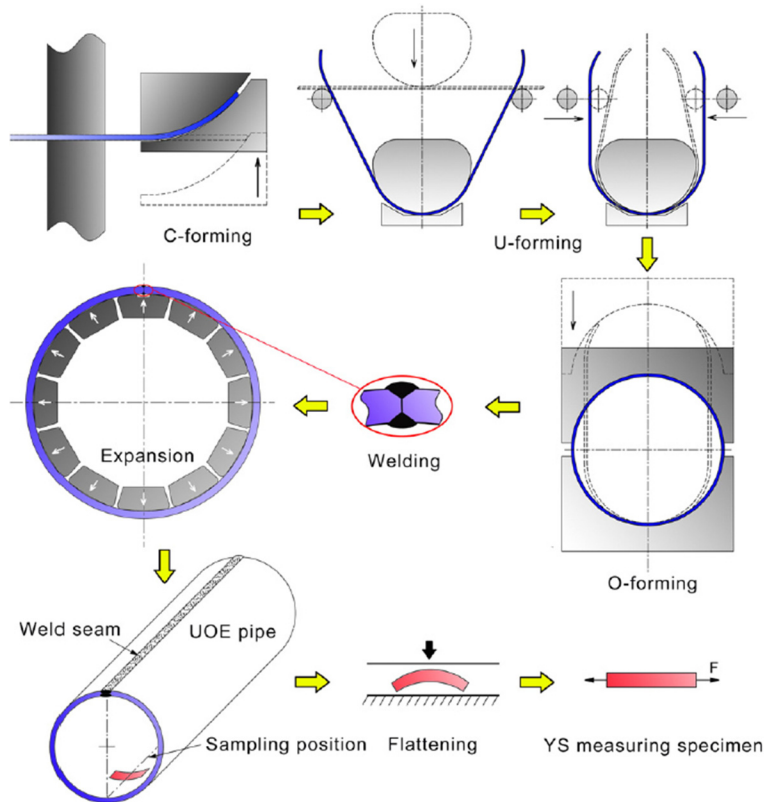 C-forming
U-forming
Expansion
Welding
O-forming
Weld seam
UOE pipe
F
Sampling position
Flattening
YS measuring specimen